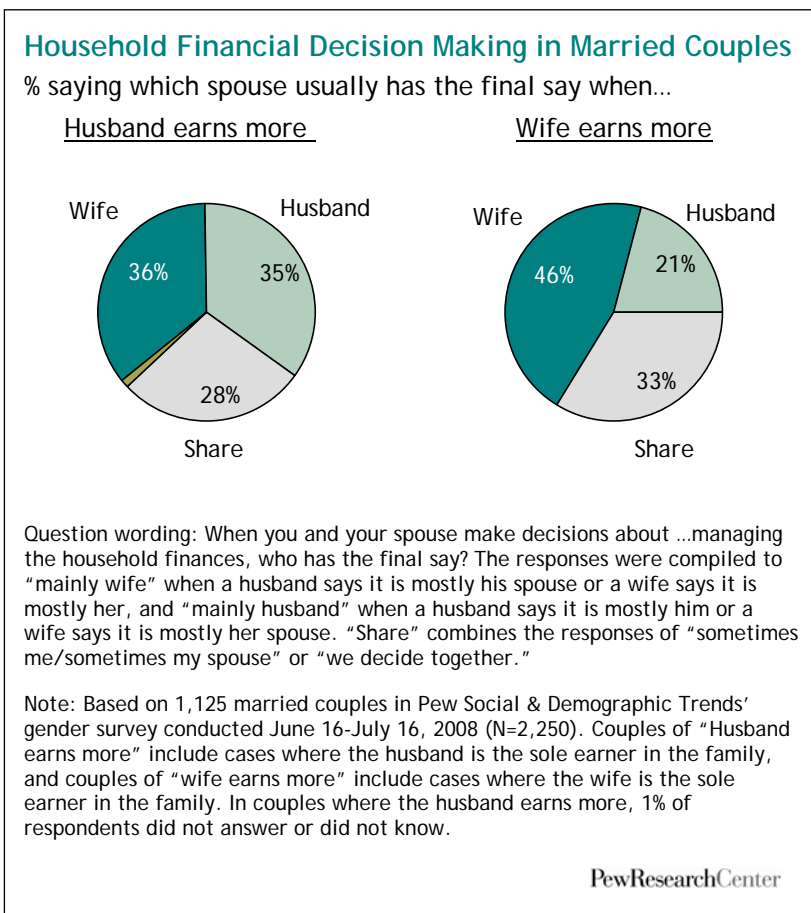 Household Financial Decision Making in Married Couples
% saying which spouse usually has the final say when...
Husband earns more
Wife earns more
Wife
Husband
36%
35%
28%
Share
Wife
Husband
46%
21%
33%
Share
Question wording: When you and your spouse make decisions about ...managing
the household finances, who has the final say? The responses were compiled to
“mainly wife” when a husband says it is mostly his spouse or a wife says it is
mostly her, and “mainly husband” when a husband says it is mostly him or a
wife says it is mostly her spouse. “Share” combines the responses of “sometimes
me/sometimes my spouse” or “we decide together.”
Note: Based on 1,125 married couples in Pew Social & Demographic Trends’
gender survey conducted June 16-July 16, 2008 (N=2,250). Couples of “Husband
earns more” include cases where the husband is the sole earner in the family,
and couples of “wife earns more” include cases where the wife is the sole
earner in the family. In couples where the husband earns more, 1% of
respondents did not answer or did not know.
PewResearchCenter